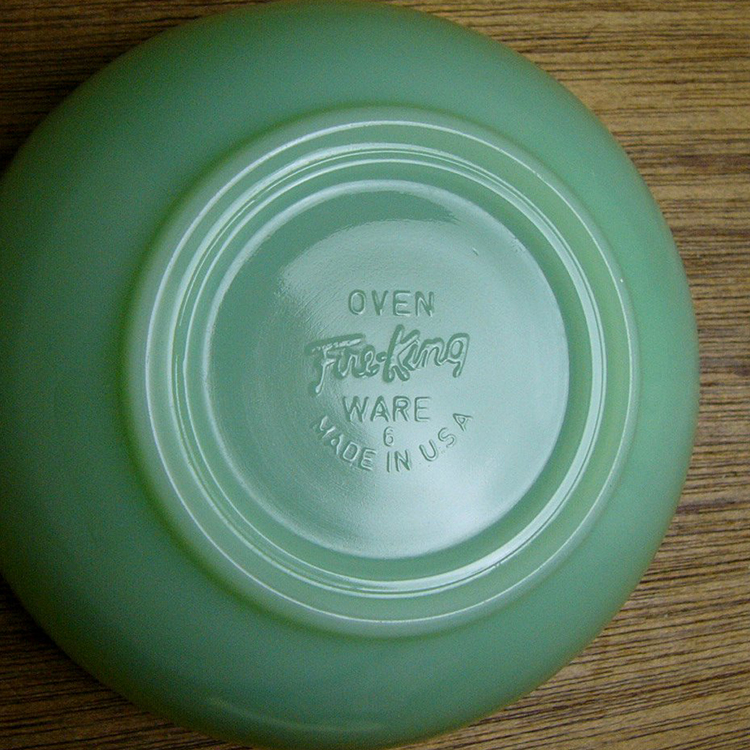 OVEN
Fire-King
WARE
6
MADE IN U.S.A